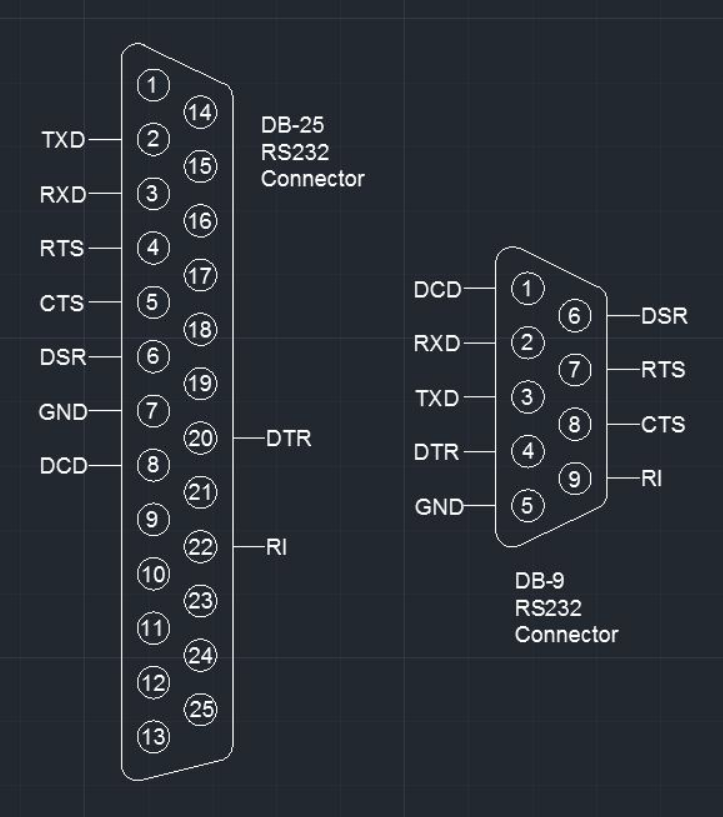 1
14
TXD 2
15
RXD 3
16
RTS 4
17
CTS 5
18
DSR 6
19
GND 7
20 DTR
DCD 8
21
9
22 RI
10
23
11
24
12
25
13
DB-25
RS232
Connector
DCD 1
6 DSR
RXD 2
7 RTS
TXD 3
8 CTS
DTR 4
9 RI
GND 5
DB-9
RS232
Connector